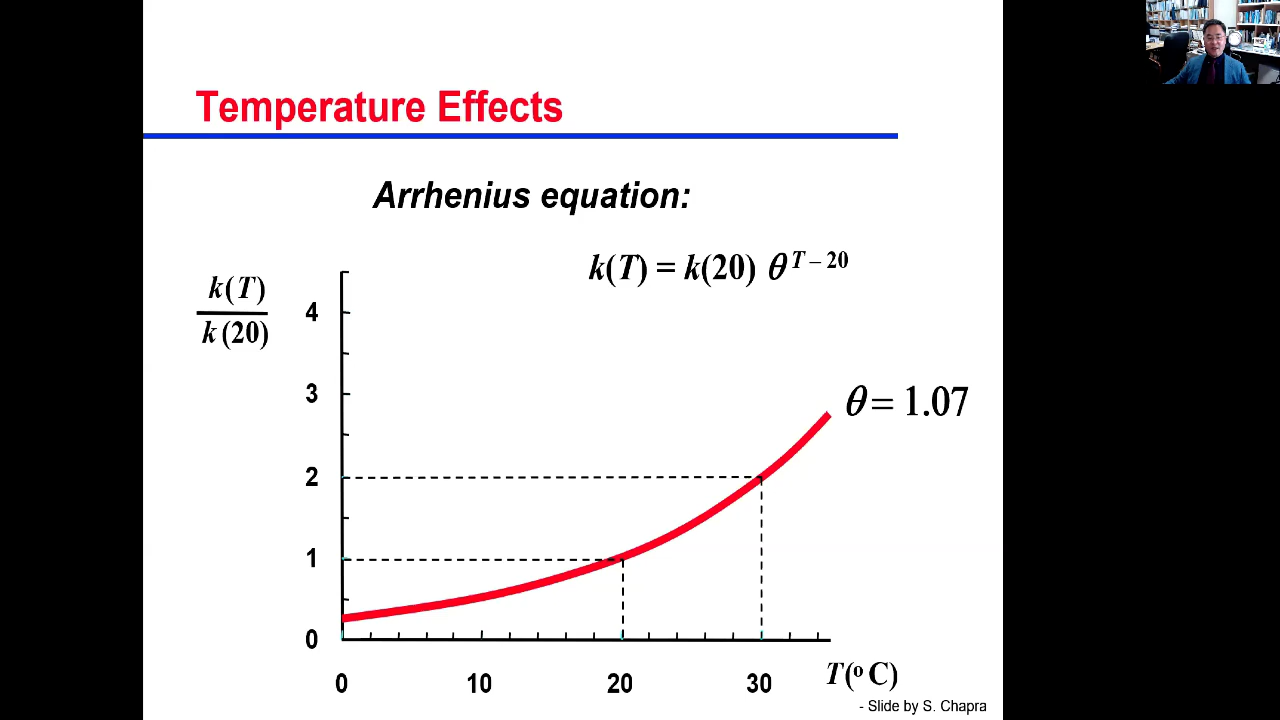 Temperature Effects
Arrhenius equation:
k(T) = k(20) θ^T – 20
k(T)
k(20)
4
3
θ = 1.07
2
1
0
0 10 20 30 T(o C)
- Slide by S. Chapra